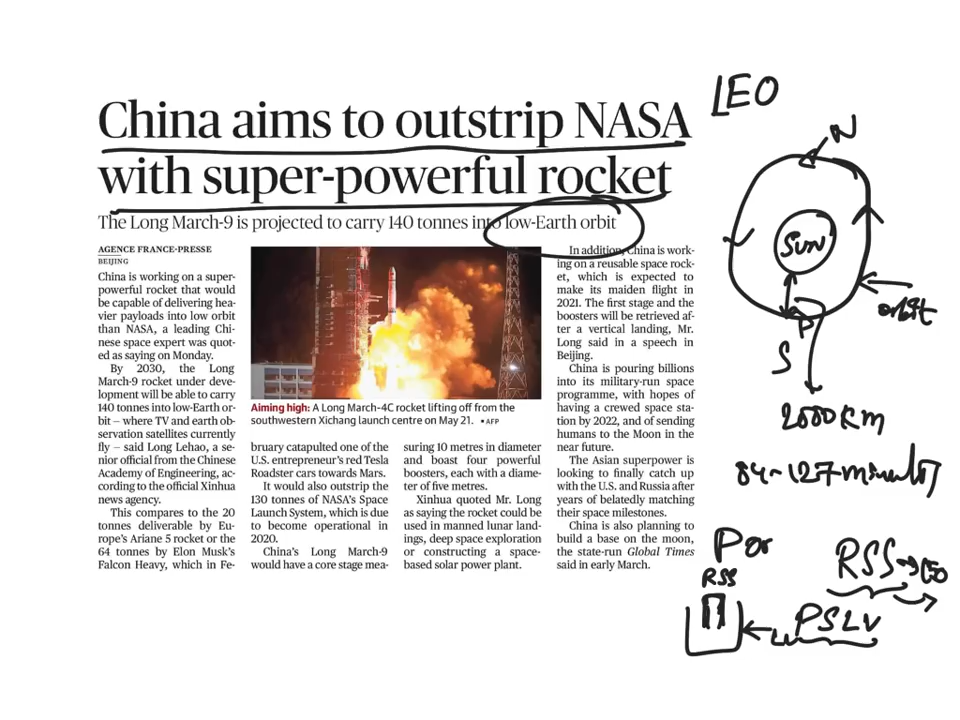 LEO
China aims to outstrip NASA
with super-powerful rocket
The Long March-9 is projected to carry 140 tonnes into low-Earth orbit
AGENCE FRANCE-PRESSE
BEIJING
China is working on a super-
powerful rocket that would
be capable of delivering hea-
vier payloads into low orbit
than NASA, a leading Chi-
nese space expert was quot-
ed as saying on Monday.
By 2030, the Long
March-9 rocket under deve-
lopment will be able to carry
140 tonnes into low-Earth or-
bit – where TV and earth ob-
servation satellites currently
fly – said Long Lehao, a se-
nior official from the Chinese
Academy of Engineering, ac-
cording to the official Xinhua
news agency.
This compares to the 20
tonnes deliverable by Eu-
rope's Ariane 5 rocket or the
64 tonnes by Elon Musk's
Falcon Heavy, which in Fe-
Aiming high: A Long March-4C rocket lifting off from the
southwestern Xichang launch centre on May 21. • AFP
bruary catapulted one of the
U.S. entrepreneur's red Tesla
Roadster cars towards Mars.
It would also outstrip the
130 tonnes of NASA's Space
Launch System, which is due
to become operational in
2020.
China's Long March-9
would have a core stage mea-
suring 10 metres in diameter
and boast four powerful
boosters, each with a diame-
ter of five metres.
Xinhua quoted Mr. Long
as saying the rocket could be
used in manned lunar land-
ings, deep space exploration
or constructing a space-
based solar power plant.
In addition, China is work-
ing on a reusable space rock-
et, which is expected to
make its maiden flight in
2021. The first stage and the
boosters will be retrieved af-
ter a vertical landing, Mr.
Long said in a speech in
Beijing.
China is pouring billions
into its military-run space
programme, with hopes of
having a crewed space sta-
tion by 2022, and of sending
humans to the Moon in the
near future.
The Asian superpower is
looking to finally catch up
with the U.S. and Russia after
years of belatedly matching
their space milestones.
China is also planning to
build a base on the moon,
the state-run Global Times
said in early March.
N
SUN
orbit
P
S
2000 km
84-127 minutes
RSS
RSS
PSLV